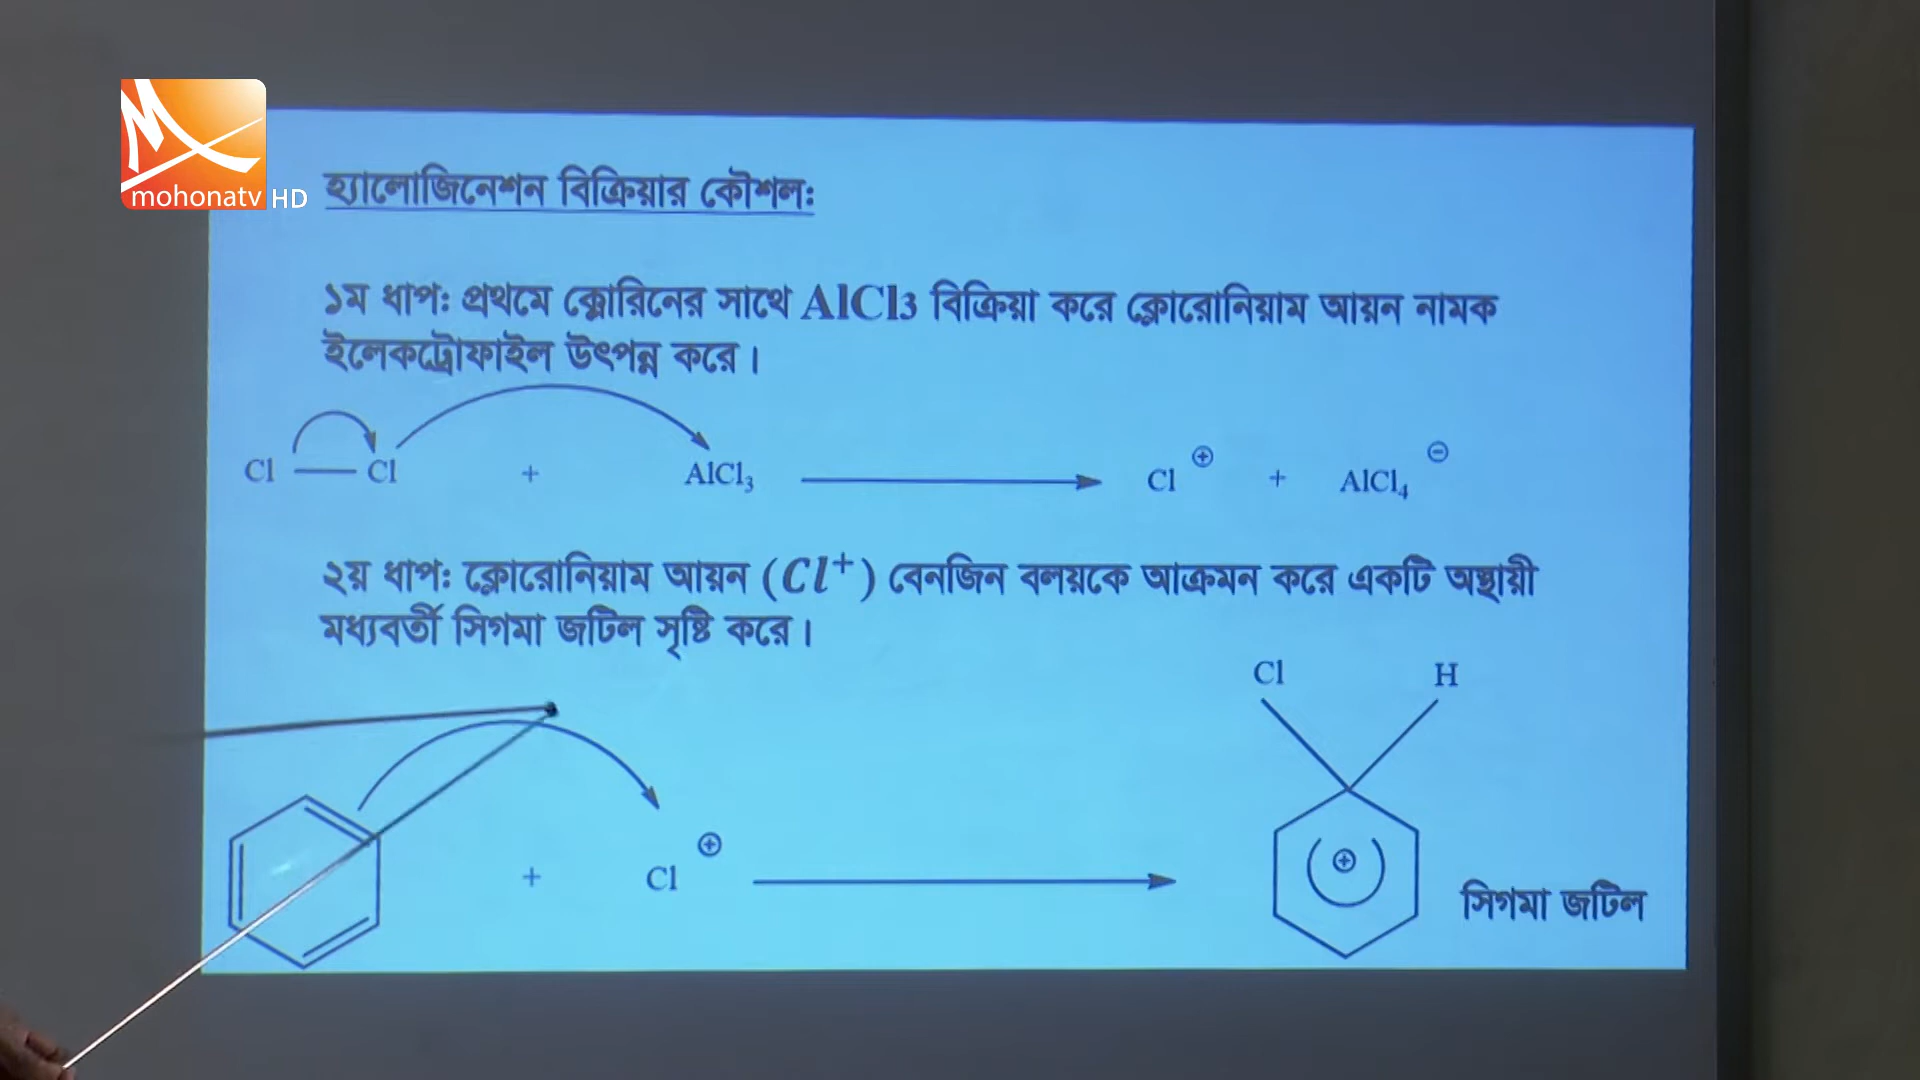 mohonatv HD
হ্যালোজিনেশন বিক্রিয়ার কৌশল:
১ম ধাপ: প্রথমে ক্লোরিনের সাথে AlCl3 বিক্রিয়া করে ক্লোরোনিয়াম আয়ন নামক
ইলেকট্রোফাইল উৎপন্ন করে।
Cl — Cl + AlCl₃ ⟶ Cl⊕ + AlCl₄⊖
২য় ধাপ: ক্লোরোনিয়াম আয়ন (Cl⁺) বেনজিন বলয়কে আক্রমন করে একটি অস্থায়ী
মধ্যবর্তী সিগমা জটিল সৃষ্টি করে।
Cl H
+ Cl⊕ ⟶ ⊕ সিগমা জটিল